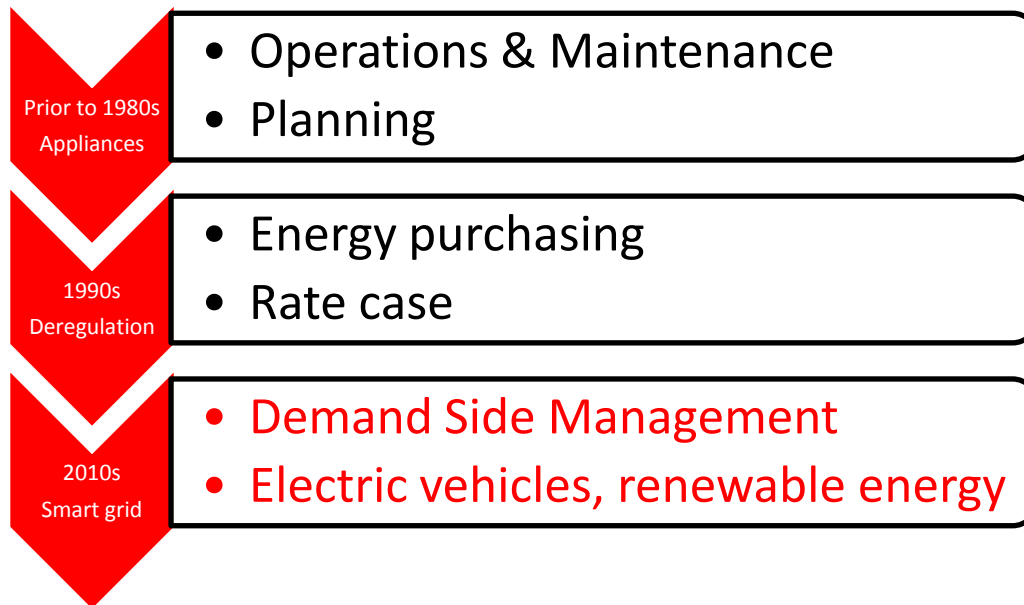 Prior to 1980s
Appliances
• Operations & Maintenance
• Planning
1990s
Deregulation
• Energy purchasing
• Rate case
2010s
Smart grid
• Demand Side Management
• Electric vehicles, renewable energy